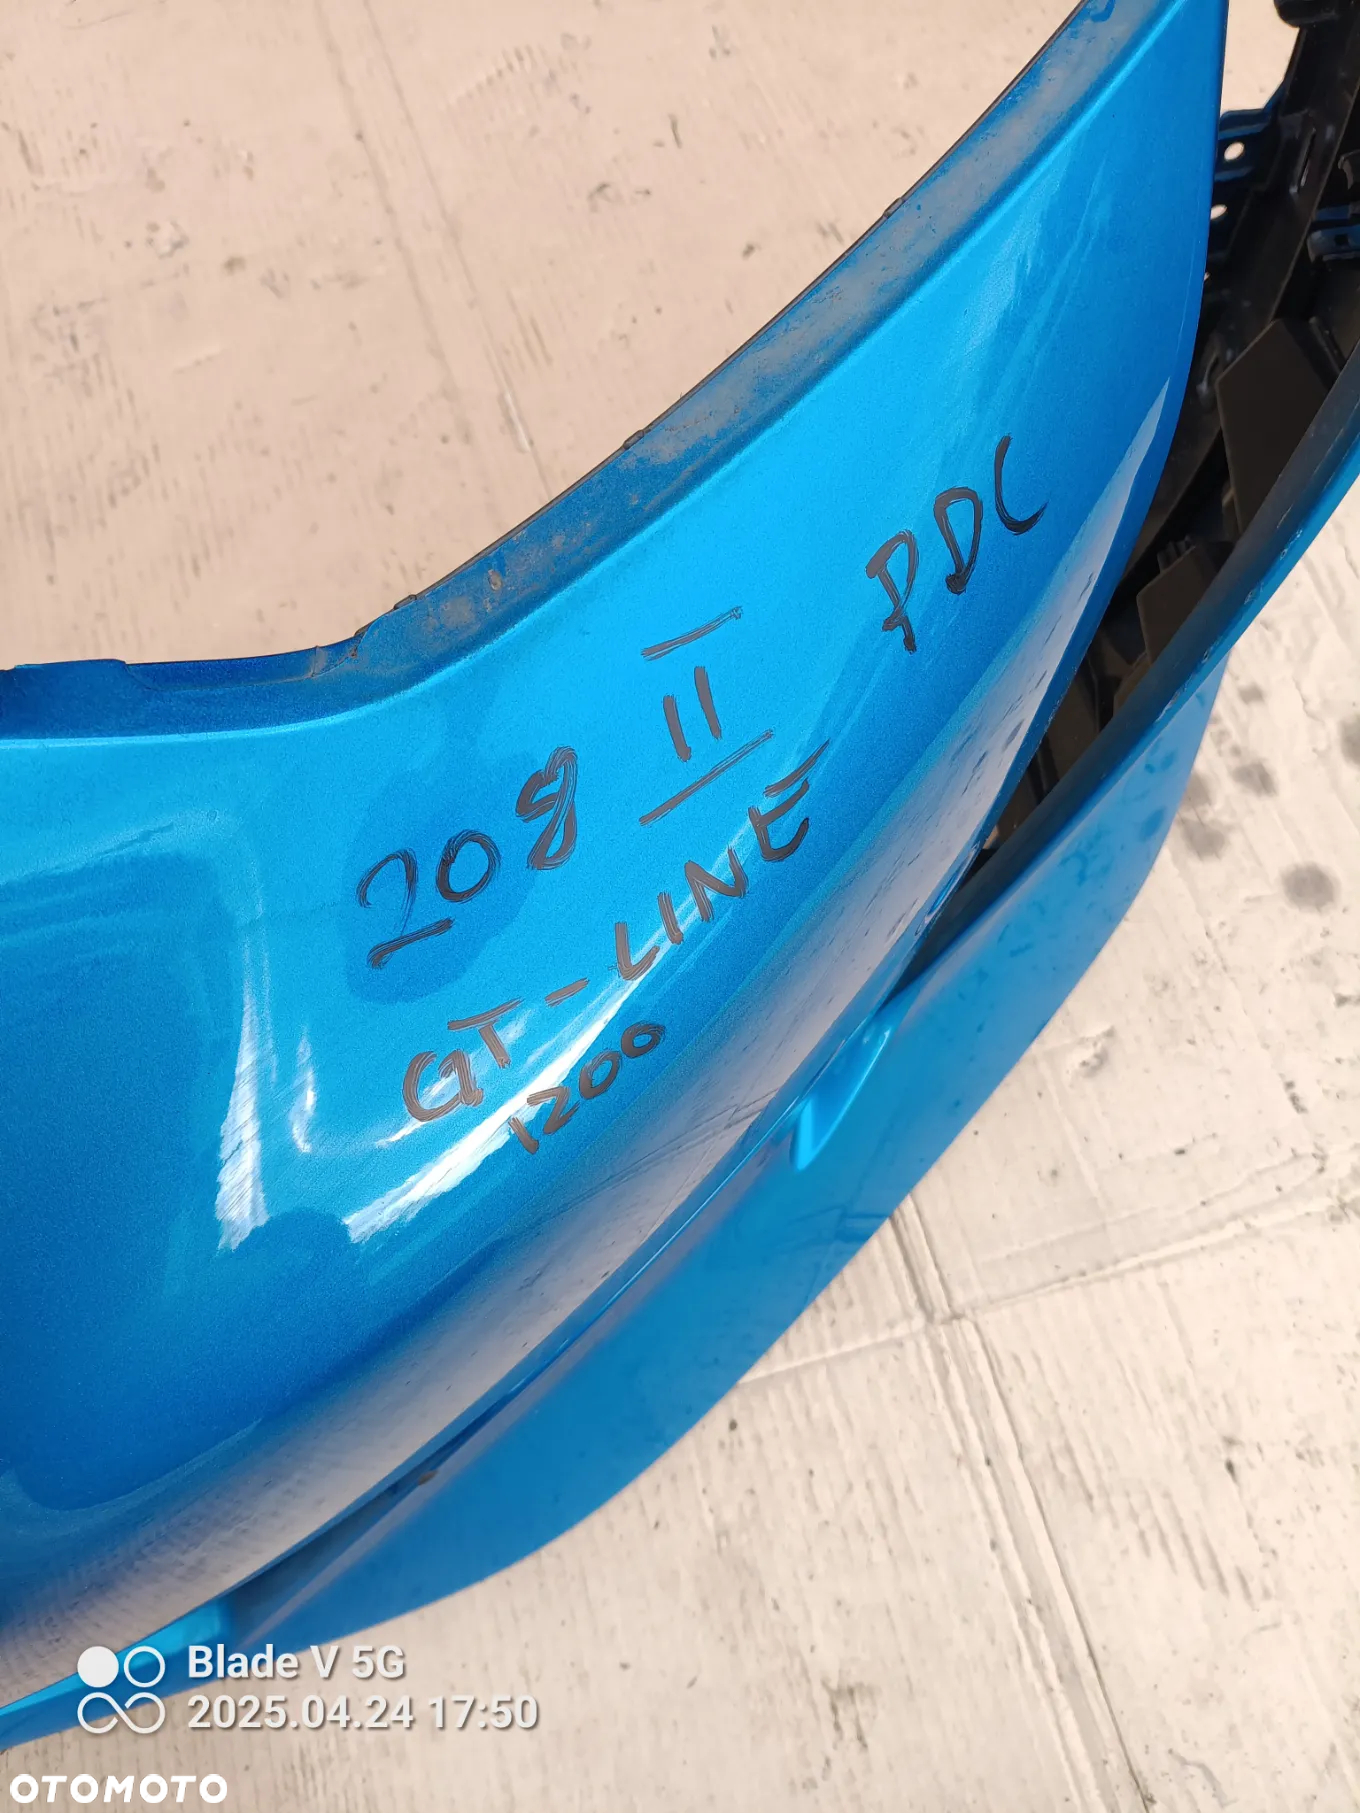 208 II PDC
GT-LINE
1200
Blade V 5G
2025.04.24 17:50
OTOMOTO